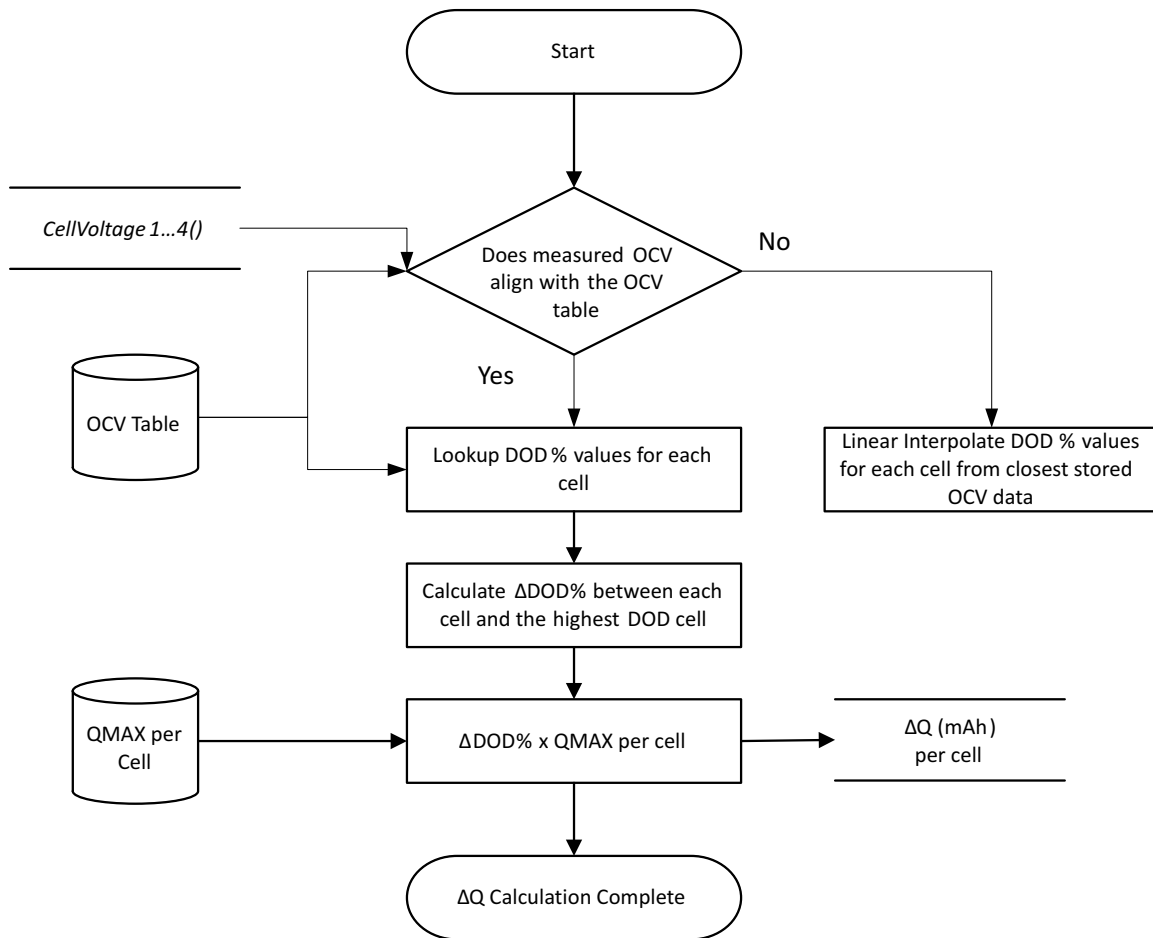 Start
CellVoltage 1...4()
Does measured OCV
align with the OCV
table
No
Yes
OCV Table
Lookup DOD % values for each
cell
Linear Interpolate DOD % values
for each cell from closest stored
OCV data
Calculate ΔDOD% between each
cell and the highest DOD cell
QMAX per
Cell
ΔDOD% x QMAX per cell
ΔQ (mAh)
per cell
ΔQ Calculation Complete